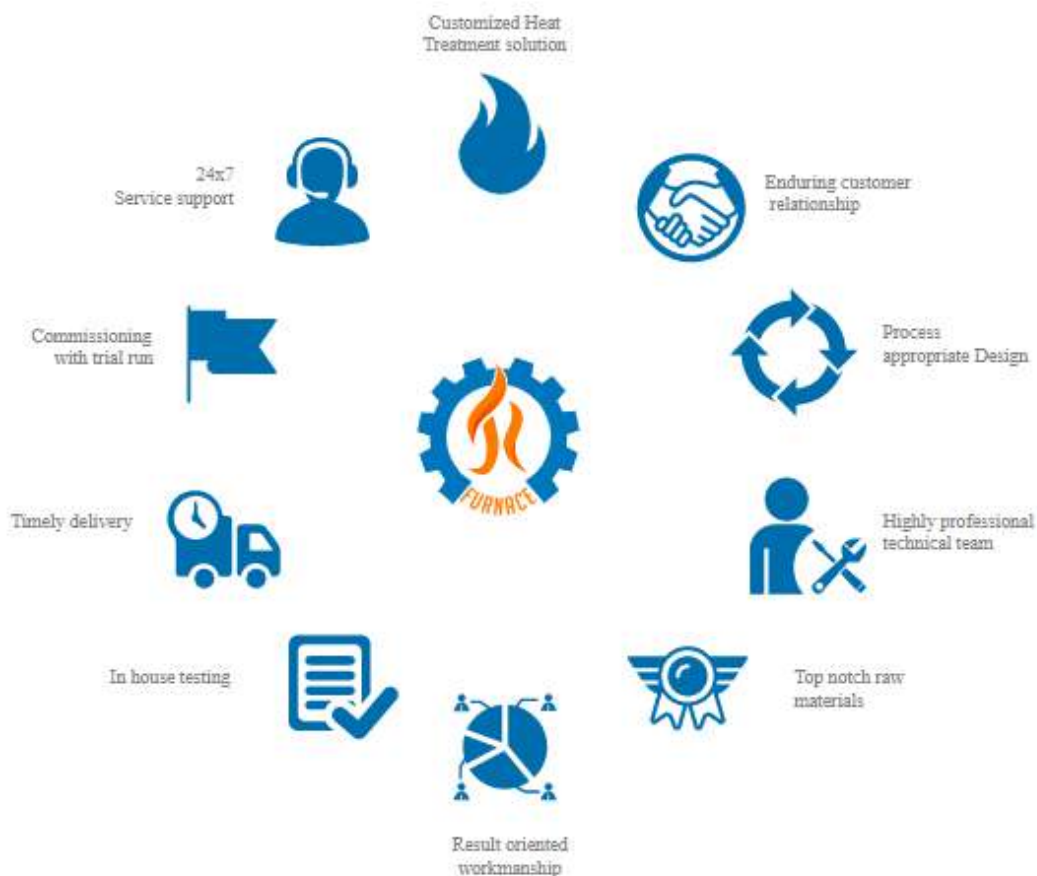 Customized Heat
Treatment solution
Enduring customer
relationship
Process
appropriate Design
Highly professional
technical team
Top notch raw
materials
Result oriented
workmanship
In house testing
Timely delivery
Commissioning
with trial run
24x7
Service support
FURNACE